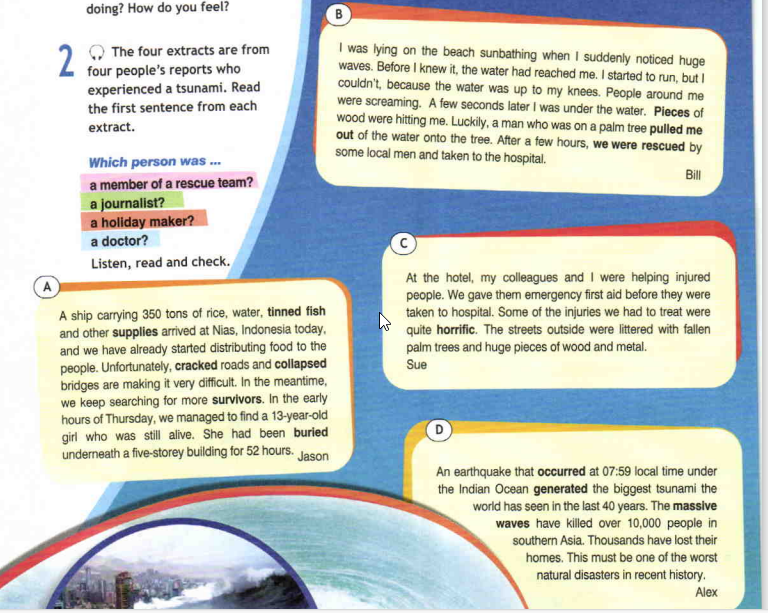 doing? How do you feel?
2
The four extracts are from
four people's reports who
experienced a tsunami. Read
the first sentence from each
extract.
Which person was ...
a member of a rescue team?
a journalist?
a holiday maker?
a doctor?
Listen, read and check.
A
A ship carrying 350 tons of rice, water, tinned fish
and other supplies arrived at Nias, Indonesia today,
and we have already started distributing food to the
people. Unfortunately, cracked roads and collapsed
bridges are making it very difficult. In the meantime,
we keep searching for more survivors. In the early
hours of Thursday, we managed to find a 13-year-old
girl who was still alive. She had been buried
underneath a five-storey building for 52 hours.
Jason
B
I was lying on the beach sunbathing when I suddenly noticed huge
waves. Before I knew it, the water had reached me. I started to run, but I
couldn't, because the water was up to my knees. People around me
were screaming. A few seconds later I was under the water. Pieces of
wood were hitting me. Luckily, a man who was on a palm tree pulled me
out of the water onto the tree. After a few hours, we were rescued by
some local men and taken to the hospital.
Bill
C
At the hotel, my colleagues and I were helping injured
people. We gave them emergency first aid before they were
taken to hospital. Some of the injuries we had to treat were
quite horrific. The streets outside were littered with fallen
palm trees and huge pieces of wood and metal.
Sue
D
An earthquake that occurred at 07:59 local time under
the Indian Ocean generated the biggest tsunami the
world has seen in the last 40 years. The massive
waves have killed over 10,000 people in
southern Asia. Thousands have lost their
homes. This must be one of the worst
natural disasters in recent history.
Alex